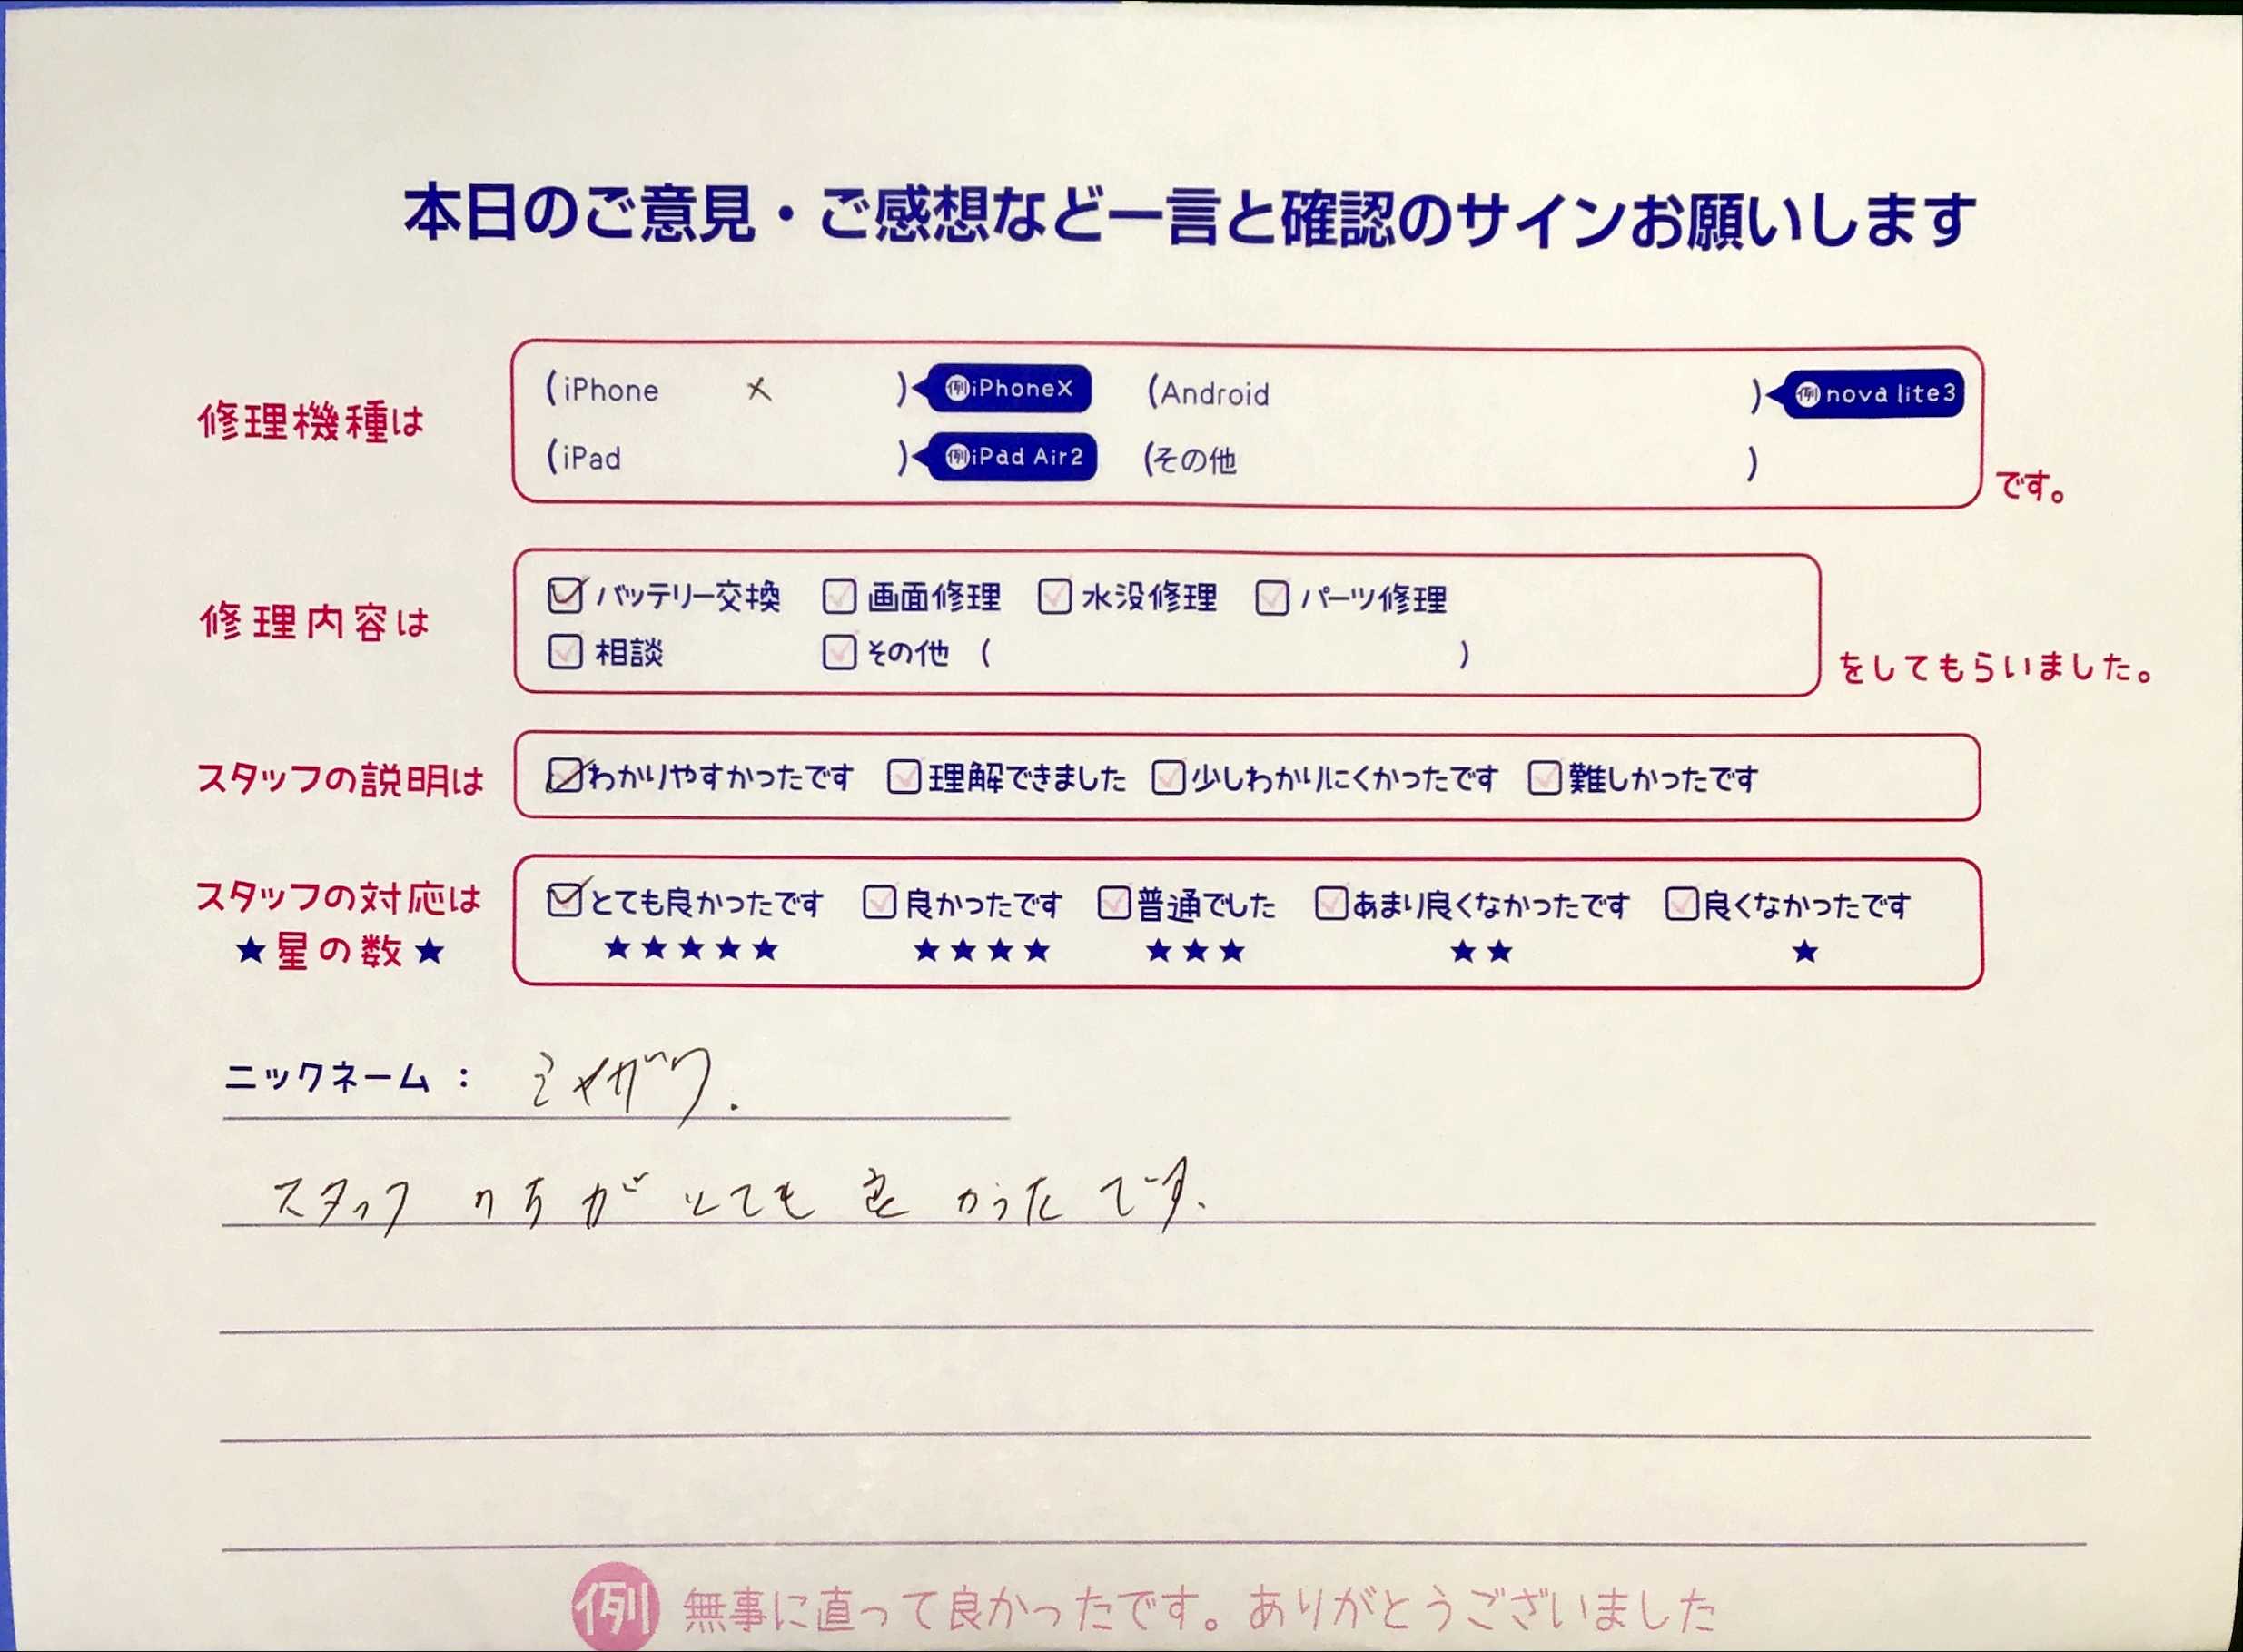 本日のご意見・ご感想など一言と確認のサインお願いします
修理機種は
(iPhone X ) 例iPhoneX (Android ) 例nova lite3
(iPad ) 例iPad Air2 (その他 )
です。
修理内容は
☑バッテリー交換 □画面修理 □水没修理 □パーツ修理
□相談 □その他 ( )
をしてもらいました。
スタッフの説明は
☑わかりやすかったです □理解できました □少しわかりにくかったです □難しかったです
スタッフの対応は
★星の数★
☑とても良かったです □良かったです □普通でした □あまり良くなかったです □良くなかったです
★★★★★ ★★★★ ★★★ ★★ ★
ニックネーム : ミヤザワ.
スタッフの方がとても良かったです.
例 無事に直って良かったです。ありがとうございました